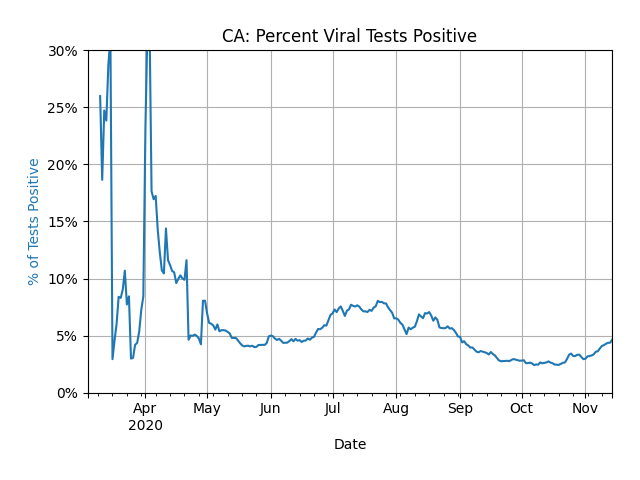 CA: Percent Viral Tests Positive
30%
25%
20%
15%
10%
5%
0%
% of Tests Positive
Apr May Jun Jul Aug Sep Oct Nov
2020
Date